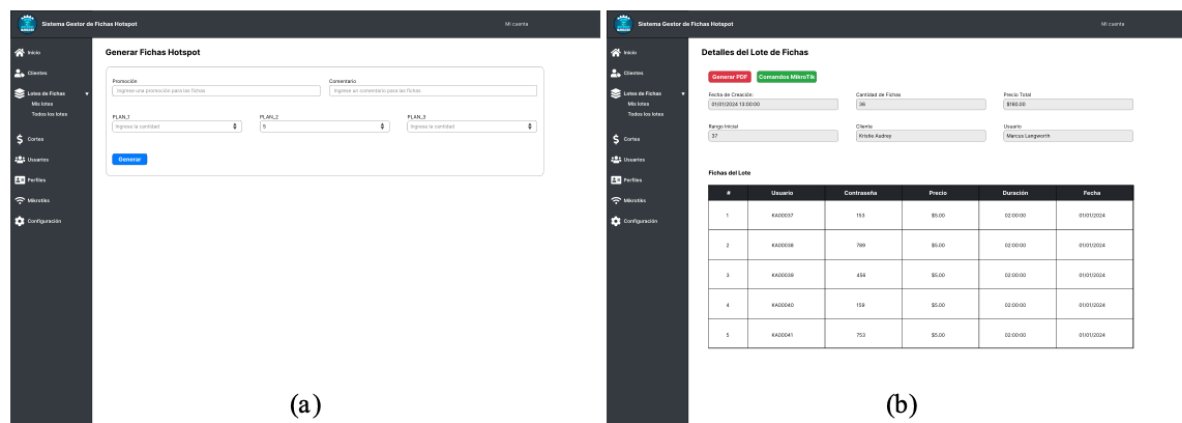 Sistema Gestor de Fichas Hotspot
Mi cuenta
Inicio
Clientes
Lotes de Fichas
Mis lotes
Todos los lotes
Cortes
Usuarios
Perfiles
Mikrotiks
Configuración
Generar Fichas Hotspot
Promoción Comentario
Ingrese una promoción para las fichas Ingrese un comentario para las fichas
PLAN_1 PLAN_2 PLAN_3
Ingrese la cantidad 5 Ingrese la cantidad
Generar
(a)
Sistema Gestor de Fichas Hotspot
Mi cuenta
Inicio
Clientes
Lotes de Fichas
Mis lotes
Todos los lotes
Cortes
Usuarios
Perfiles
Mikrotiks
Configuración
Detalles del Lote de Fichas
Generar PDF Comandos MikroTik
Fecha de Creación: Cantidad de Fichas Precio Total
01/01/2024 13:00:00 36 $180.00
Rango Inicial Cliente Usuario
37 Kristie Audrey Marcus Langworth
Fichas del Lote
# Usuario Contraseña Precio Duración Fecha
1 KAD0037 193 $5.00 02:00:00 01/01/2024
2 KAD0038 769 $5.00 02:00:00 01/01/2024
3 KAD0039 456 $5.00 02:00:00 01/01/2024
4 KAD0040 159 $5.00 02:00:00 01/01/2024
5 KAD0041 753 $5.00 02:00:00 01/01/2024
(b)